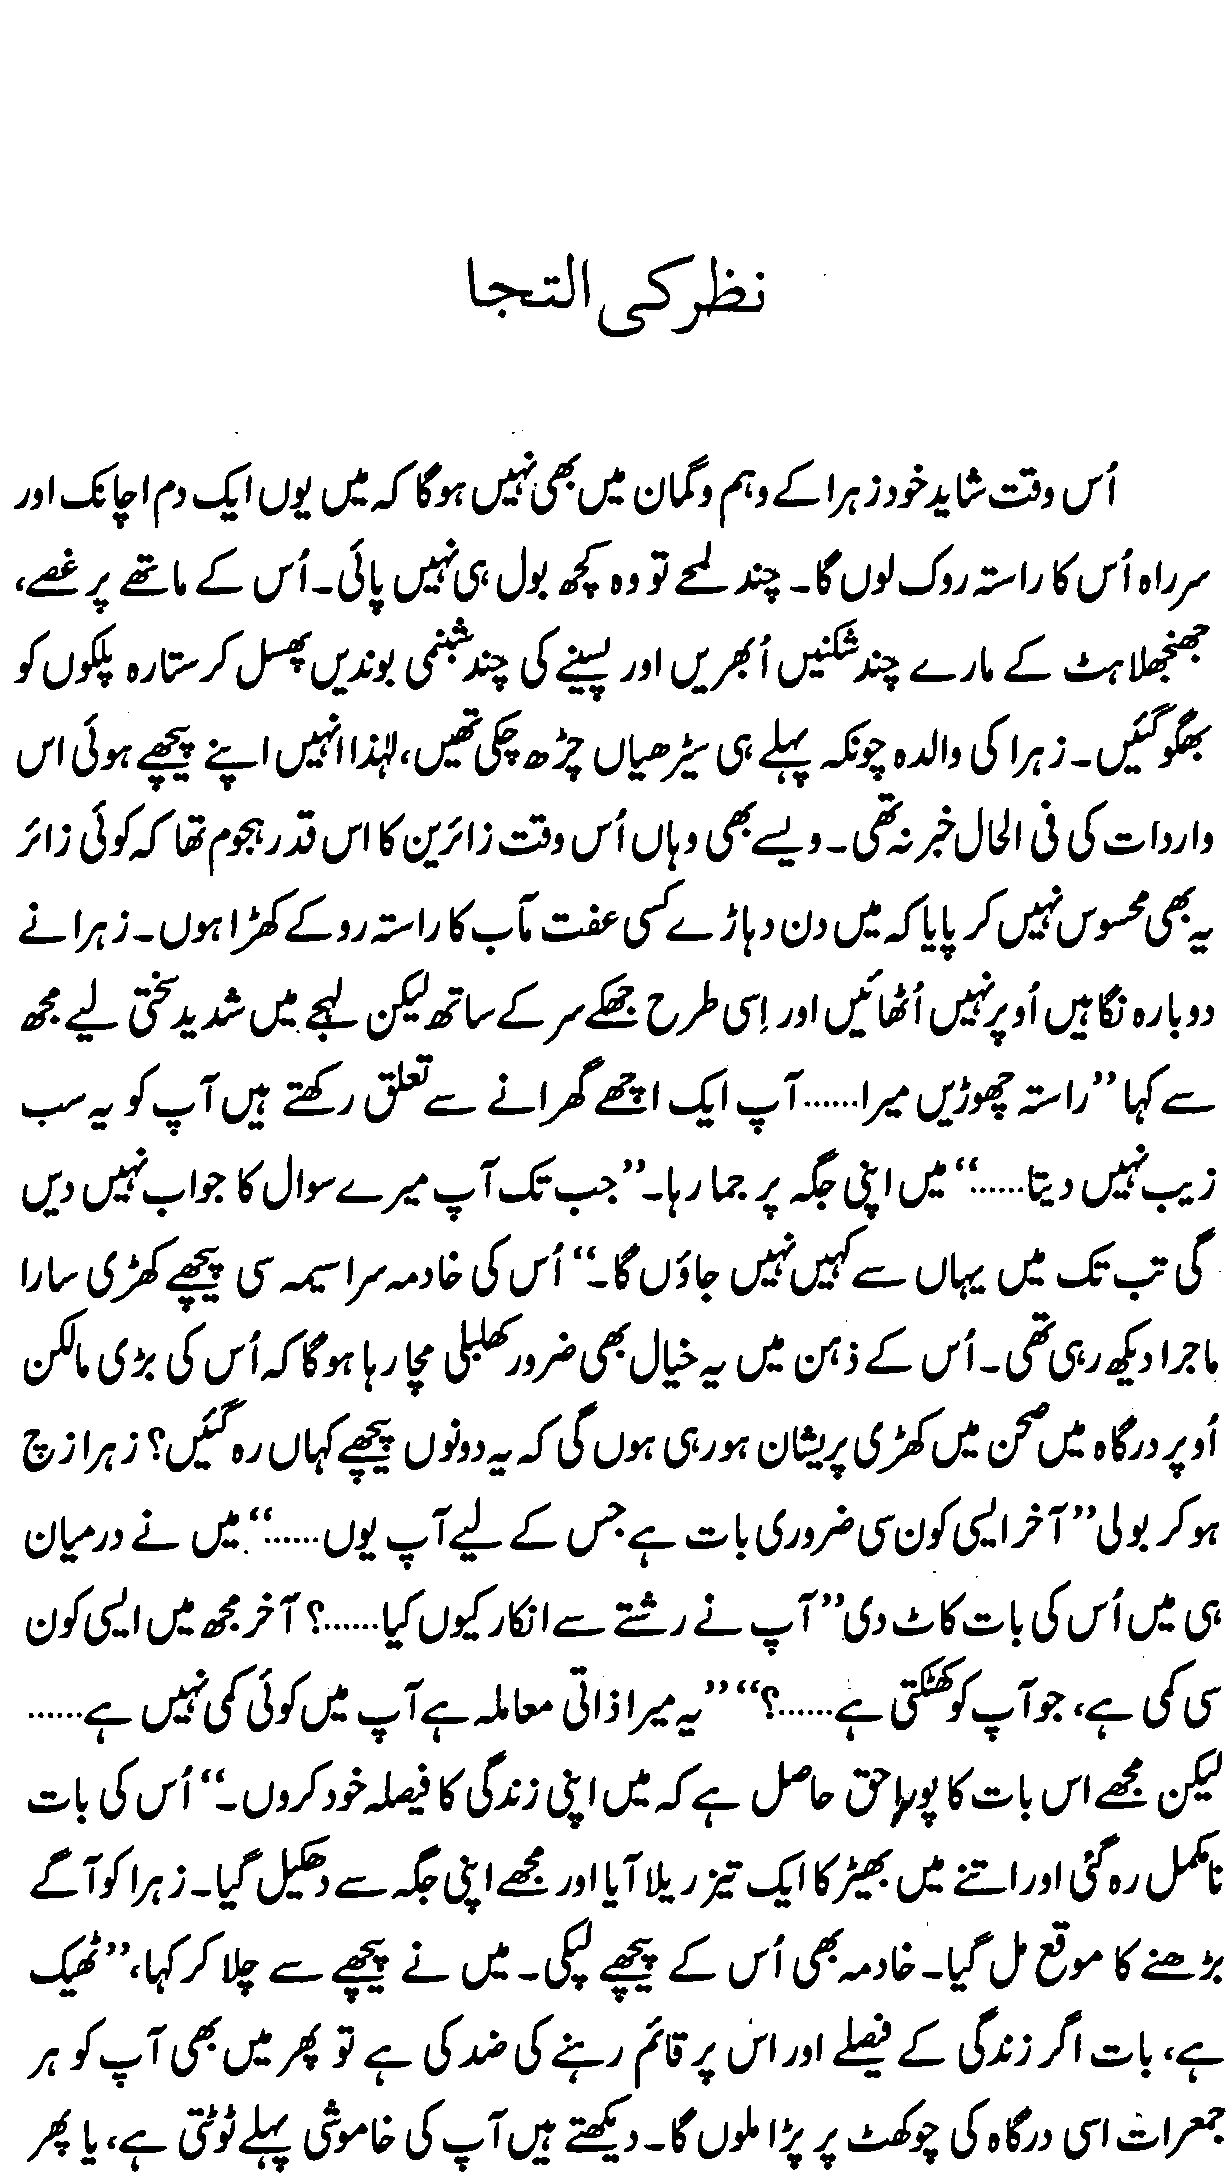 نظر کی التجا
اُس وقت شاید خود زہرا کے وہم و گمان میں بھی نہیں ہوگا کہ میں یوں ایک دم اچانک اور
سرراہ اُس کا راستہ روک لوں گا۔ چند لمحے تو وہ کچھ بول ہی نہیں پائی۔ اُس کے ماتھے پر غصے،
جھنجھلاہٹ کے مارے چند شکنیں اُبھریں اور پسینے کی چند شبنمی بوندیں پھسل کر ستارہ پلکوں کو
بھگو گئیں۔ زہرا کی والدہ چونکہ پہلے ہی سیڑھیاں چڑھ چکی تھیں، لہٰذا انہیں اپنے پیچھے ہوئی اس
واردات کی فی الحال خبر نہ تھی۔ ویسے بھی وہاں اُس وقت زائرین کا اس قدر ہجوم تھا کہ کوئی زائر
یہ بھی محسوس نہیں کر پایا کہ میں دن دہاڑے کسی عفت مآب کا راستہ روکے کھڑا ہوں۔ زہرا نے
دوبارہ نگاہیں اُوپر نہیں اُٹھائیں اور اِسی طرح جھکے سر کے ساتھ لیکن لہجے میں شدید سختی لیے مجھ
سے کہا ”راستہ چھوڑیں میرا...... آپ ایک اچھے گھرانے سے تعلق رکھتے ہیں آپ کو یہ سب
زیب نہیں دیتا......“ میں اپنی جگہ پر جما رہا۔ ”جب تک آپ میرے سوال کا جواب نہیں دیں
گی تب تک میں یہاں سے کہیں نہیں جاؤں گا۔“ اُس کی خادمہ سراسیمہ سی پیچھے کھڑی سارا
ماجرا دیکھ رہی تھی۔ اُس کے ذہن میں یہ خیال بھی ضرور کھلبلی مچا رہا ہوگا کہ اُس کی بڑی مالکن
اُوپر درگاہ میں صحن میں کھڑی پریشان ہو رہی ہوں گی کہ یہ دونوں پیچھے کہاں رہ گئیں؟ زہرا زچ
ہو کر بولی ”آخر ایسی کون سی ضروری بات ہے جس کے لیے آپ یوں......“ میں نے درمیان
ہی میں اُس کی بات کاٹ دی ”آپ نے رشتے سے انکار کیوں کیا......؟ آخر مجھ میں ایسی کون
سی کمی ہے، جو آپ کو کھٹکتی ہے......؟“ ”یہ میرا ذاتی معاملہ ہے آپ میں کوئی کمی نہیں ہے......
لیکن مجھے اس بات کا پورا حق حاصل ہے کہ میں اپنی زندگی کا فیصلہ خود کروں۔“ اُس کی بات
نامکمل رہ گئی اور اتنے میں بھیڑ کا ایک تیز ریلا آیا اور مجھے اپنی جگہ سے دھکیل گیا۔ زہرا کو آگے
بڑھنے کا موقع مل گیا۔ خادمہ بھی اُس کے پیچھے لپکی۔ میں نے پیچھے سے چلا کر کہا، ”ٹھیک
ہے، بات اگر زندگی کے فیصلے اور اس پر قائم رہنے کی ضد کی ہے تو پھر میں بھی آپ کو ہر
جمعرات اسی درگاہ کی چوکھٹ پر پڑا ملوں گا۔ دیکھتے ہیں آپ کی خاموشی پہلے ٹوٹتی ہے، یا پھر